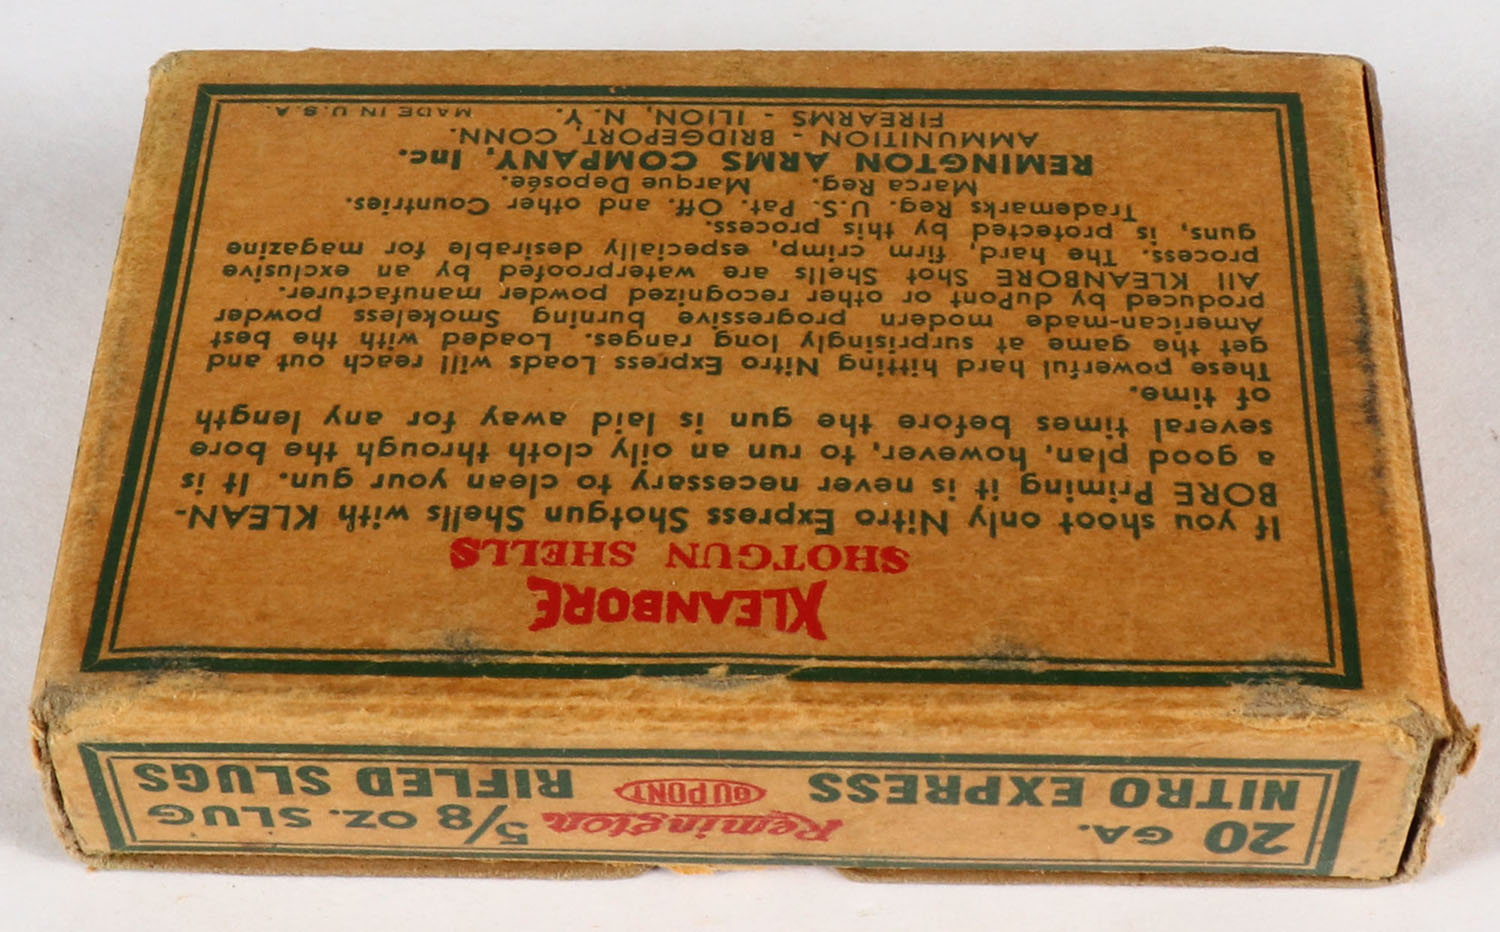 KLEANBORE
SHOTGUN SHELLS
If you shoot only Nitro Express Shotgun Shells with KLEAN-
BORE Priming it is never necessary to clean your gun. It is
a good plan, however, to run an oily cloth through the bore
several times before the gun is laid away for any length
of time.
These powerful hard hitting Nitro Express Loads will reach out and
get the game at surprisingly long ranges. Loaded with the best
American-made modern progressive burning Smokeless powder
produced by duPont or other recognized powder manufacturer.
All KLEANBORE Shot Shells are waterproofed by an exclusive
process. The hard, firm crimp, especially desirable for magazine
guns, is protected by this process.
Trademarks Reg. U.S. Pat. Off. and other Countries.
Marca Reg. Marque Deposée.
REMINGTON ARMS COMPANY, Inc.
AMMUNITION - BRIDGEPORT, CONN.
FIREARMS - ILION, N. Y. MADE IN U.S.A.
20 GA. Remington 5/8 OZ. SLUG
NITRO EXPRESS DU PONT RIFLED SLUGS